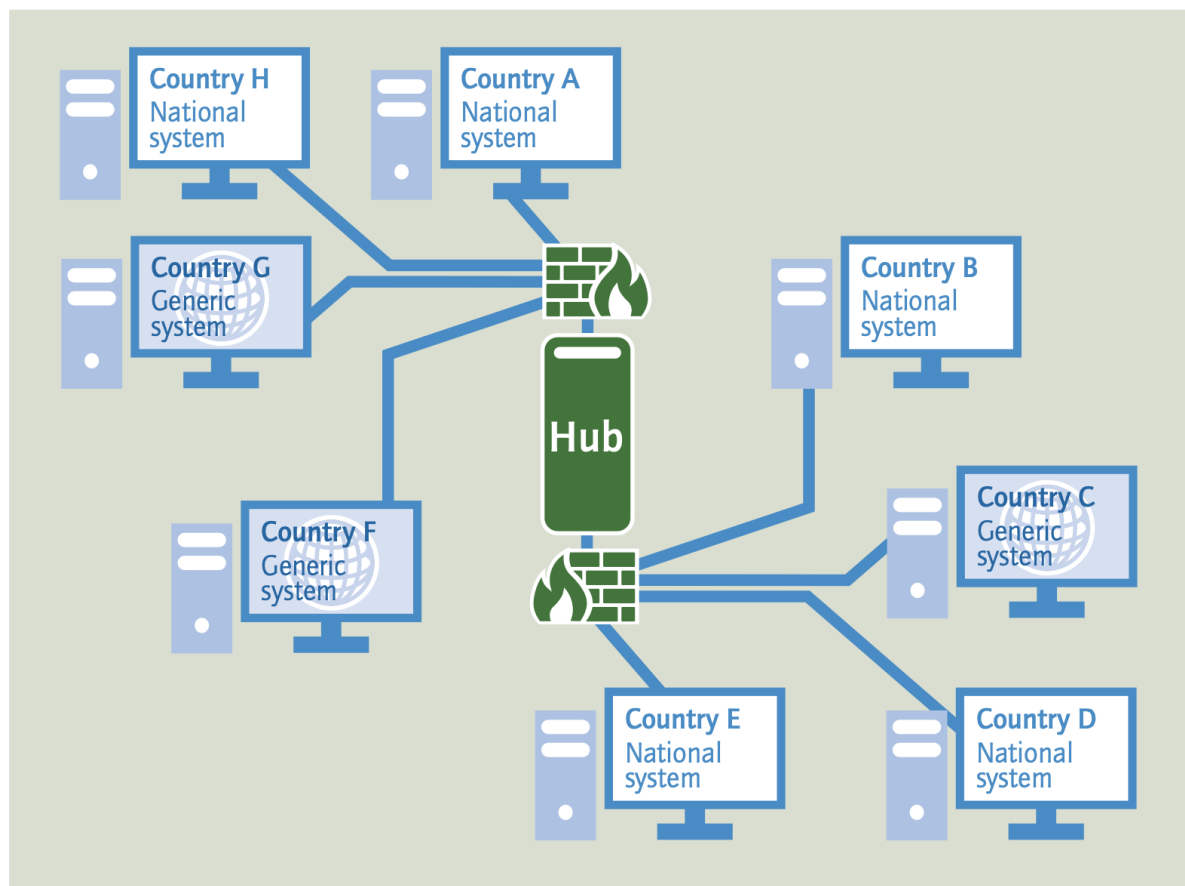 Country H
National
system
Country A
National
system
Country G
Generic
system
Country B
National
system
Hub
Country F
Generic
system
Country C
Generic
system
Country E
National
system
Country D
National
system